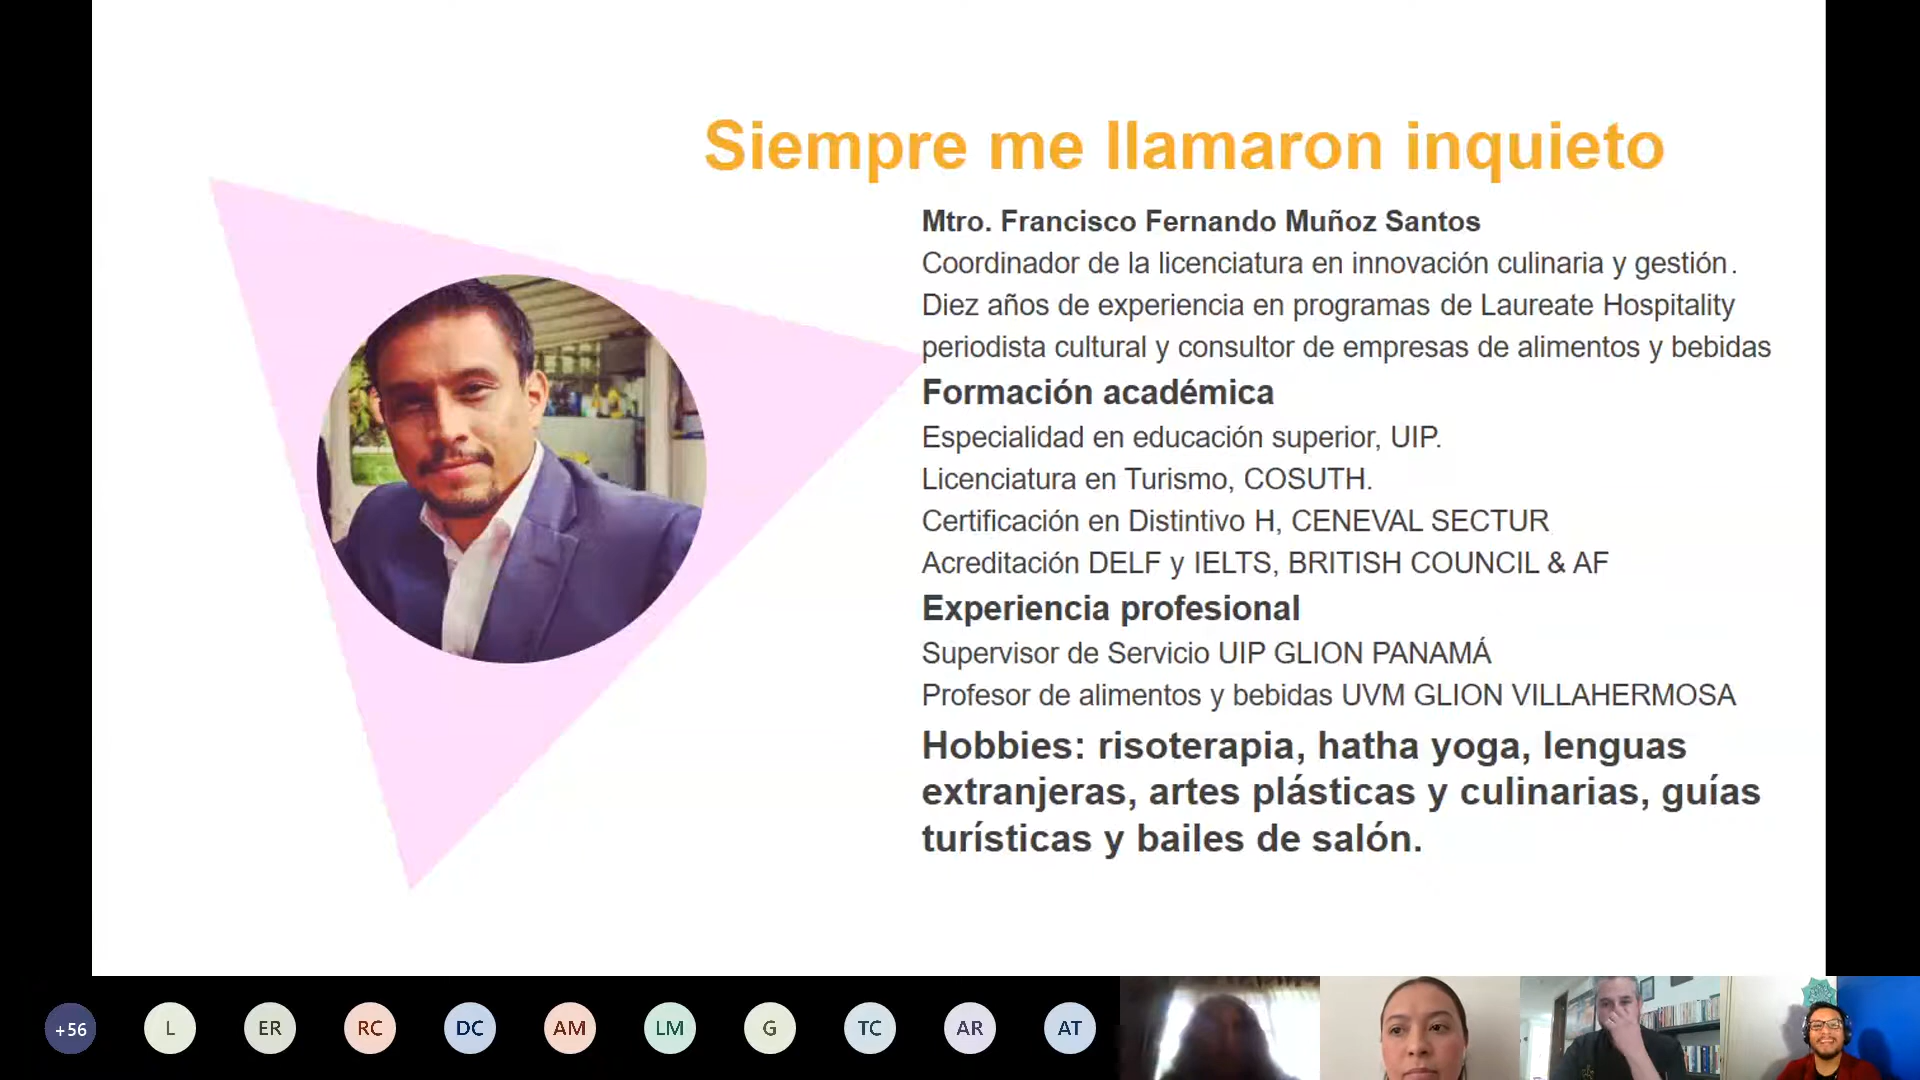 Siempre me llamaron inquieto
Mtro. Francisco Fernando Muñoz Santos
Coordinador de la licenciatura en innovación culinaria y gestión.
Diez años de experiencia en programas de Laureate Hospitality
periodista cultural y consultor de empresas de alimentos y bebidas
Formación académica
Especialidad en educación superior, UIP.
Licenciatura en Turismo, COSUTH.
Certificación en Distintivo H, CENEVAL SECTUR
Acreditación DELF y IELTS, BRITISH COUNCIL & AF
Experiencia profesional
Supervisor de Servicio UIP GLION PANAMÁ
Profesor de alimentos y bebidas UVM GLION VILLAHERMOSA
Hobbies: risoterapia, hatha yoga, lenguas
extranjeras, artes plásticas y culinarias, guías
turísticas y bailes de salón.
+56 L ER RC DC AM LM G TC AR AT